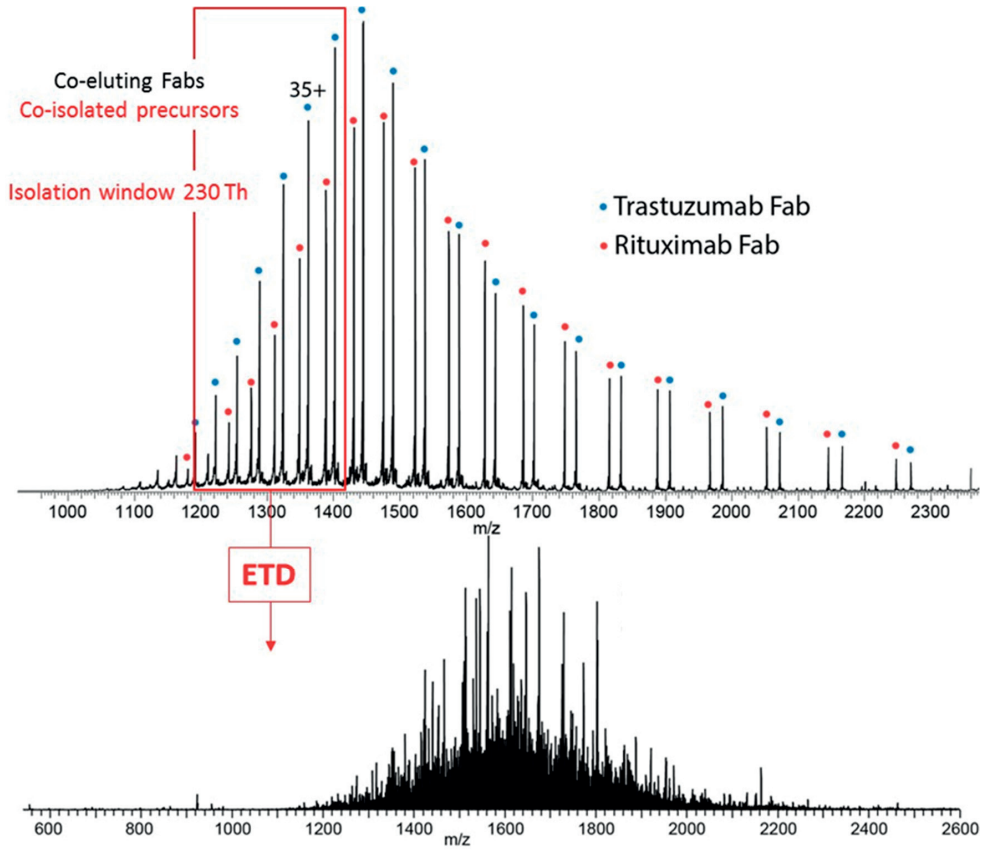 35+
Co-eluting Fabs
Co-isolated precursors
Isolation window 230 Th
Trastuzumab Fab
Rituximab Fab
1000 1100 1200 1300 1400 1500 1600 1700 1800 1900 2000 2100 2200 2300
m/z
ETD
600 800 1000 1200 1400 1600 1800 2000 2200 2400 2600
m/z